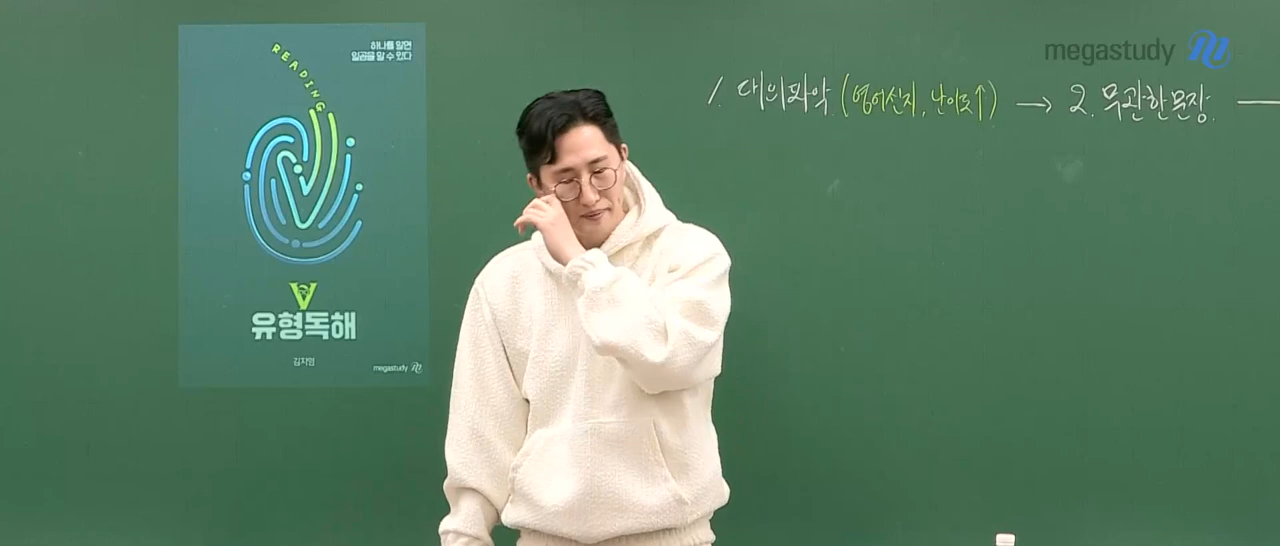 하나를 알면
일곱을 알 수 있다
READING
V
유형독해
김지영
megastudy
megastudy
1. 대의파악 (영어선지, 난이도↑) → 2. 무관한 문장